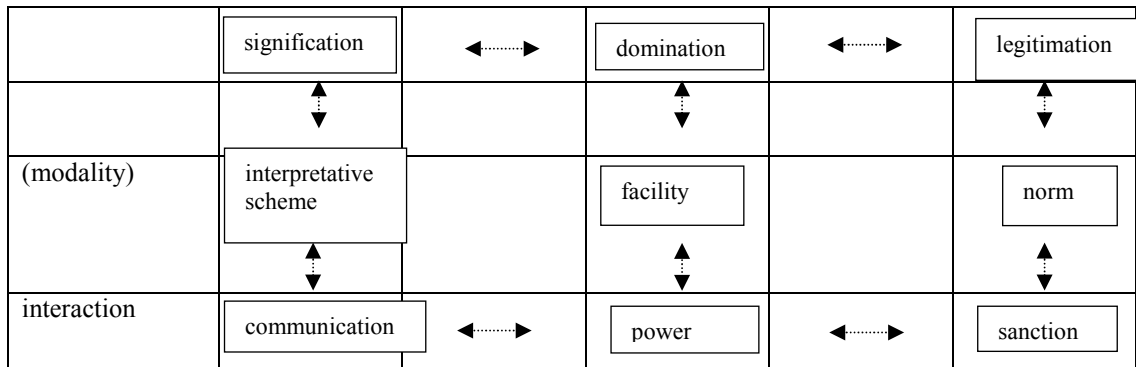 signification
domination
legitimation
(modality)
interpretative
scheme
facility
norm
interaction
communication
power
sanction